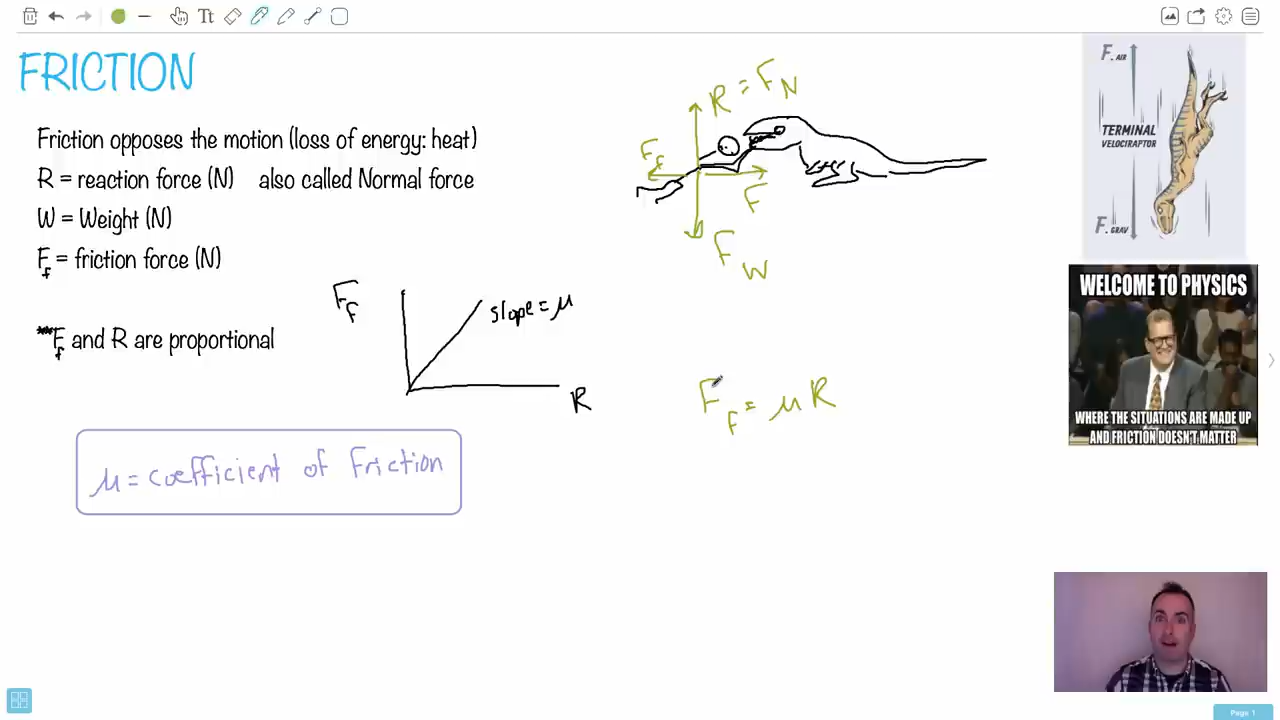 FRICTION
Friction opposes the motion (loss of energy: heat)
R = reaction force (N) also called Normal force
W = Weight (N)
Ff = friction force (N)
***Ff and R are proportional
Ff
slope = μ
R
μ = coefficient of friction
R = FN
Ff
F
FW
Ff = μR
F. AIR
TERMINAL
VELOCIRAPTOR
F. GRAV
WELCOME TO PHYSICS
WHERE THE SITUATIONS ARE MADE UP
AND FRICTION DOESN'T MATTER
Tt
Page 1